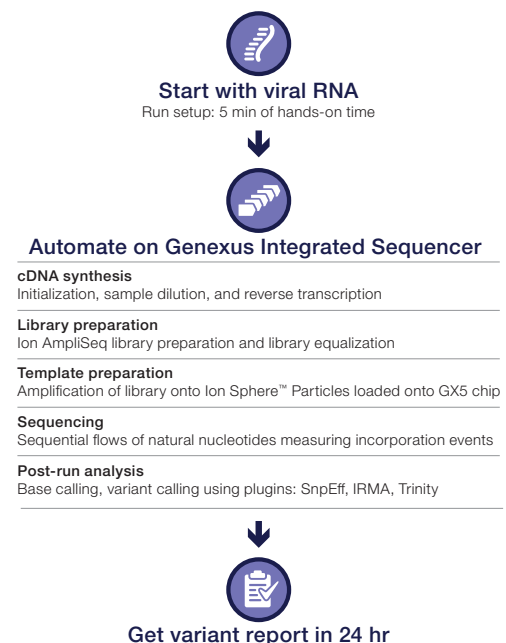 Start with viral RNA
Run setup: 5 min of hands-on time
Automate on Genexus Integrated Sequencer
cDNA synthesis
Initialization, sample dilution, and reverse transcription
Library preparation
Ion AmpliSeq library preparation and library equalization
Template preparation
Amplification of library onto Ion Sphere™ Particles loaded onto GX5 chip
Sequencing
Sequential flows of natural nucleotides measuring incorporation events
Post-run analysis
Base calling, variant calling using plugins: SnpEff, IRMA, Trinity
Get variant report in 24 hr